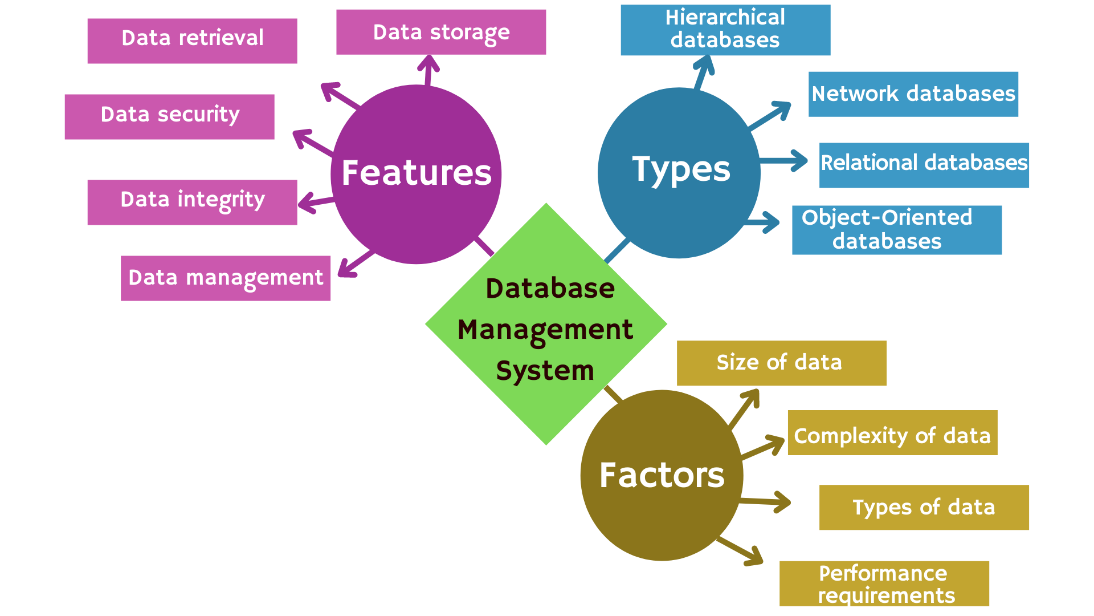 Data retrieval
Data storage
Data security
Features
Data integrity
Data management
Hierarchical
databases
Network databases
Types
Relational databases
Object-Oriented
databases
Database
Management
System
Size of data
Complexity of data
Factors
Types of data
Performance
requirements